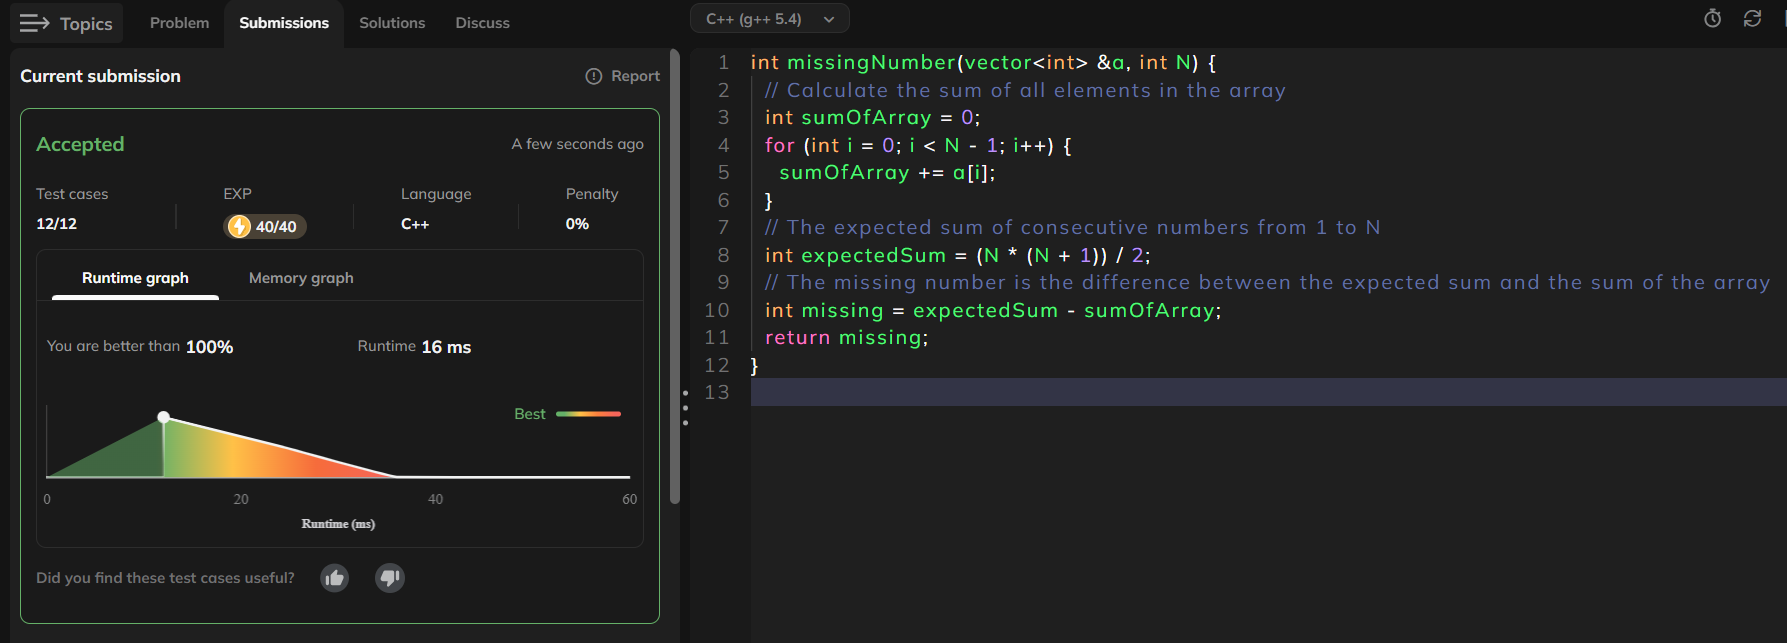 Topics
Problem
Submissions
Solutions
Discuss
C++ (g++ 5.4)
Current submission
Report
Accepted
A few seconds ago
Test cases
EXP
Language
Penalty
12/12
40/40
C++
0%
Runtime graph
Memory graph
You are better than 100%
Runtime 16 ms
Best
0
20
40
60
Runtime (ms)
Did you find these test cases useful?
1 int missingNumber(vector<int> &a, int N) {
2 // Calculate the sum of all elements in the array
3 int sumOfArray = 0;
4 for (int i = 0; i < N - 1; i++) {
5 sumOfArray += a[i];
6 }
7 // The expected sum of consecutive numbers from 1 to N
8 int expectedSum = (N * (N + 1)) / 2;
9 // The missing number is the difference between the expected sum and the sum of the array
10 int missing = expectedSum - sumOfArray;
11 return missing;
12 }
13